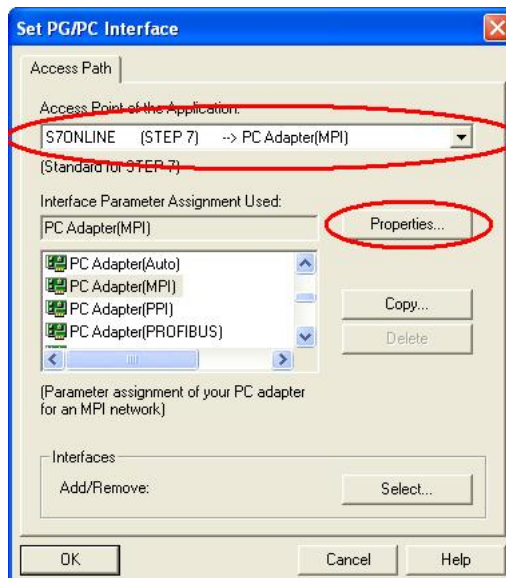 Set PG/PC Interface
Access Path
Access Point of the Application:
S7ONLINE (STEP 7) --> PC Adapter(MPI)
(Standard for STEP 7)
Interface Parameter Assignment Used:
PC Adapter(MPI)
Properties...
PC Adapter(Auto)
PC Adapter(MPI)
PC Adapter(PPI)
PC Adapter(PROFIBUS)
Copy...
Delete
(Parameter assignment of your PC adapter
for an MPI network)
Interfaces
Add/Remove:
Select...
OK
Cancel
Help